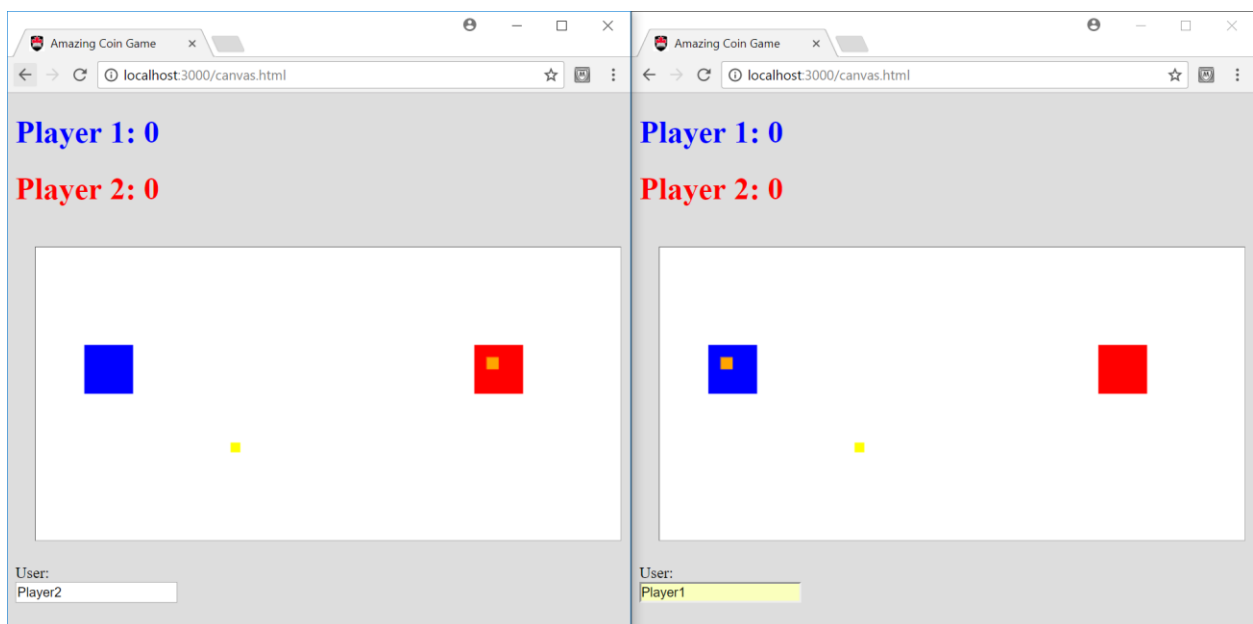 Amazing Coin Game
localhost:3000/canvas.html
Player 1: 0
Player 2: 0
User:
Player2
Amazing Coin Game
localhost:3000/canvas.html
Player 1: 0
Player 2: 0
User:
Player1